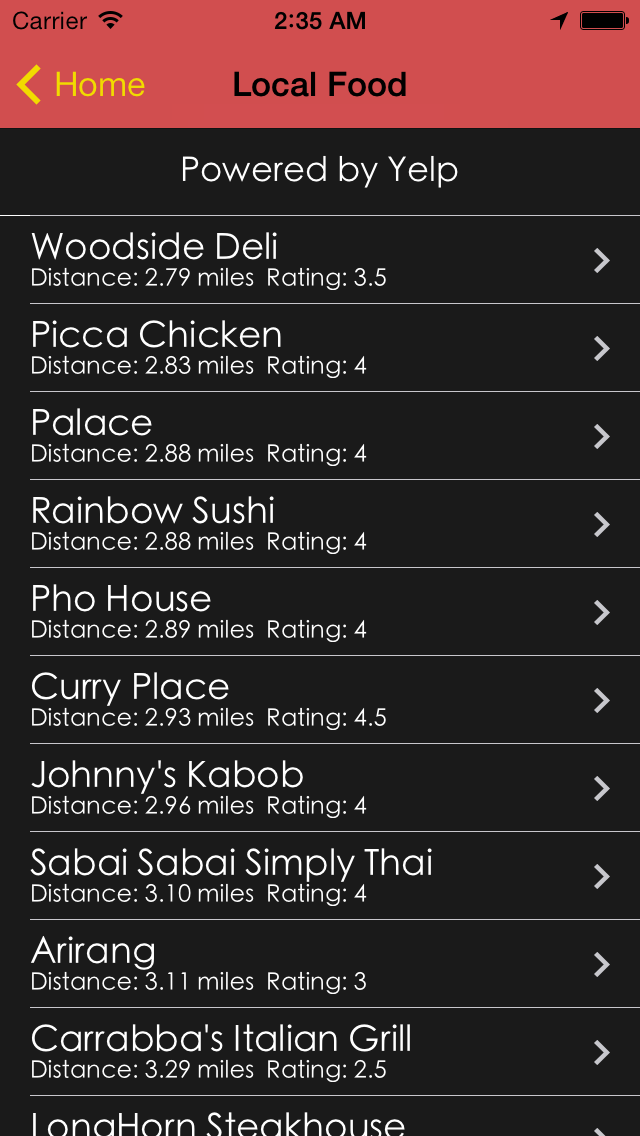 Carrier 2:35 AM
Home Local Food
Powered by Yelp
Woodside Deli
Distance: 2.79 miles Rating: 3.5
Picca Chicken
Distance: 2.83 miles Rating: 4
Palace
Distance: 2.88 miles Rating: 4
Rainbow Sushi
Distance: 2.88 miles Rating: 4
Pho House
Distance: 2.89 miles Rating: 4
Curry Place
Distance: 2.93 miles Rating: 4.5
Johnny's Kabob
Distance: 2.96 miles Rating: 4
Sabai Sabai Simply Thai
Distance: 3.10 miles Rating: 4
Arirang
Distance: 3.11 miles Rating: 3
Carrabba's Italian Grill
Distance: 3.29 miles Rating: 2.5
LongHorn Steakhouse